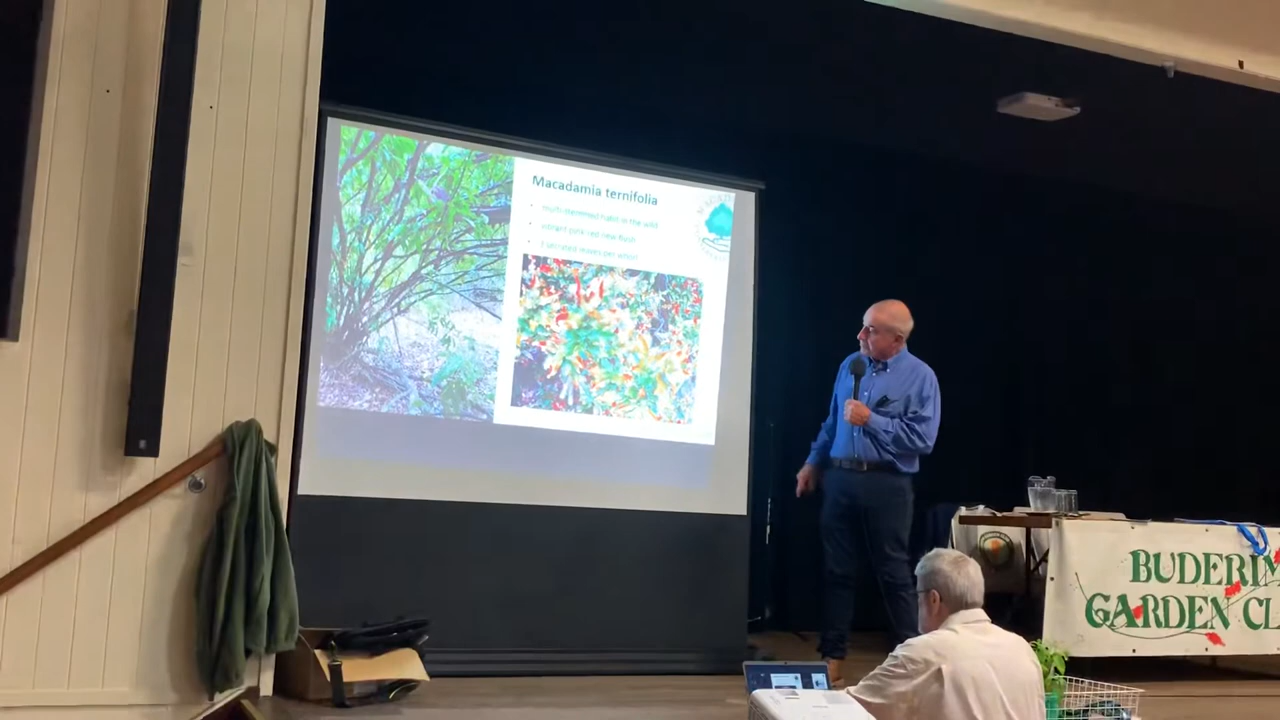 Macadamia ternifolia
• multi-stemmed habit in the wild
• vibrant pink red new flush
• 3 serrated leaves per whorl
BUDERIM
GARDEN CL